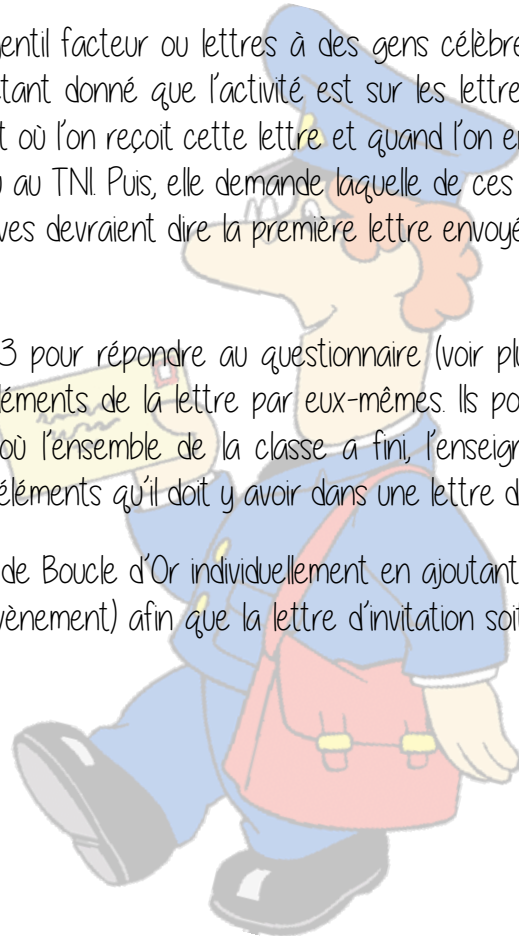 entil facteur ou lettres à des gens célèbre
tant donné que l'activité est sur les lettre
t où l'on reçoit cette lettre et quand l'on e
u au TNI. Puis, elle demande laquelle de ces
ves devraient dire la première lettre envoyé
3 pour répondre au questionnaire (voir pl
léments de la lettre par eux-mêmes. Ils po
où l'ensemble de la classe a fini, l'enseign
éléments qu'il doit y avoir dans une lettre d
de Boucle d'Or individuellement en ajoutant
vènement) afin que la lettre d'invitation soit